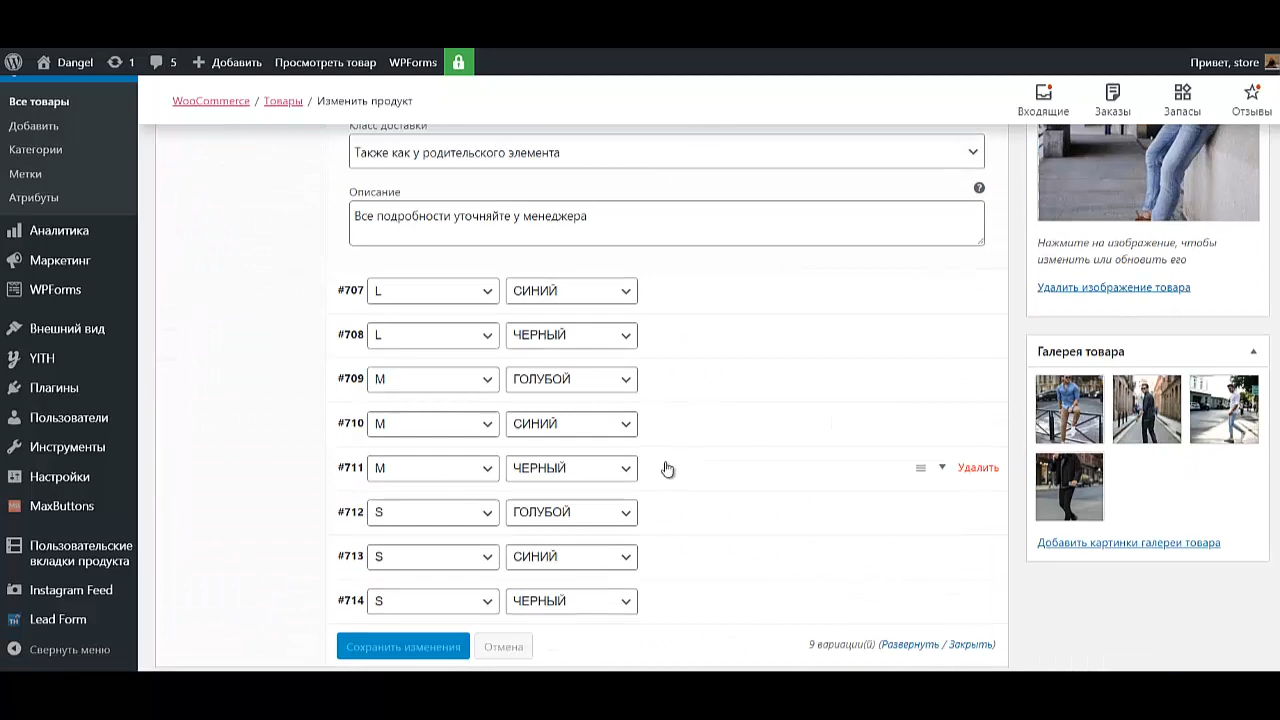 Dangel 1 5 Добавить Просмотреть товар WPForms Привет, store
WooCommerce / Товары / Изменить продукт
Входящие Заказы Запасы Отзывы
Все товары
Добавить
Категории
Метки
Атрибуты
Аналитика
Маркетинг
WPForms
Внешний вид
YITH
Плагины
Пользователи
Инструменты
Настройки
MaxButtons
Пользовательские
вкладки продукта
Instagram Feed
Lead Form
Свернуть меню
Класс доставки
Также как у родительского элемента
Описание
Все подробности уточняйте у менеджера
#707 L СИНИЙ
#708 L ЧЕРНЫЙ
#709 M ГОЛУБОЙ
#710 M СИНИЙ
#711 M ЧЕРНЫЙ Удалить
#712 S ГОЛУБОЙ
#713 S СИНИЙ
#714 S ЧЕРНЫЙ
Сохранить изменения Отмена 9 вариации(й) (Развернуть / Закрыть)
Нажмите на изображение, чтобы
изменить или обновить его
Удалить изображение товара
Галерея товара
Добавить картинки галереи товара